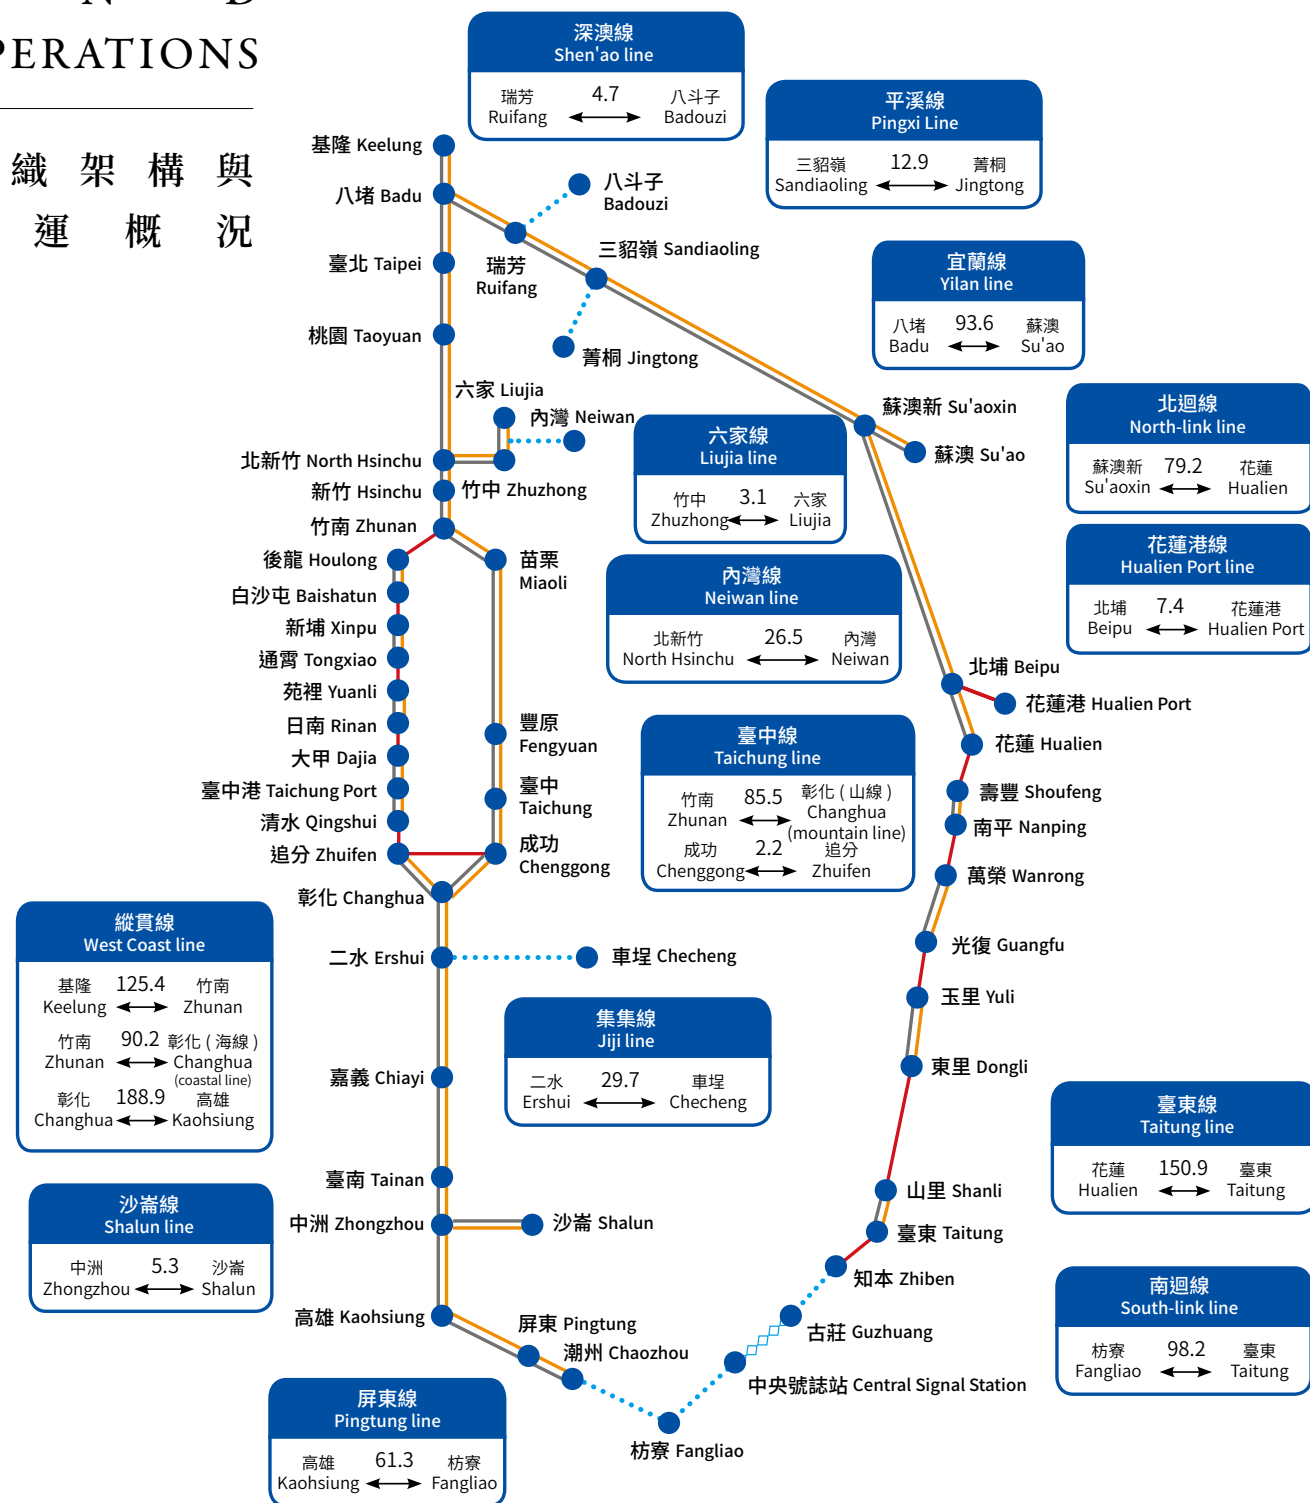 N D
PERATIONS
織 架 構 與
運 概 況
深澳線
Shen'ao line
瑞芳 4.7 八斗子
Ruifang Badouzi
平溪線
Pingxi Line
三貂嶺 12.9 菁桐
Sandiaoling Jingtong
基隆 Keelung
八堵 Badu
八斗子
Badouzi
臺北 Taipei
瑞芳
Ruifang
三貂嶺 Sandiaoling
宜蘭線
Yilan line
八堵 93.6 蘇澳
Badu Su'ao
桃園 Taoyuan
菁桐 Jingtong
六家 Liujia
內灣 Neiwan
蘇澳新 Su'aoxin
蘇澳 Su'ao
北迴線
North-link line
蘇澳新 79.2 花蓮
Su'aoxin Hualien
六家線
Liujia line
竹中 3.1 六家
Zhuzhong Liujia
北新竹 North Hsinchu
新竹 Hsinchu
竹中 Zhuzhong
竹南 Zhunan
花蓮港線
Hualien Port line
北埔 7.4 花蓮港
Beipu Hualien Port
後龍 Houlong
苗栗
Miaoli
內灣線
Neiwan line
北新竹 26.5 內灣
North Hsinchu Neiwan
白沙屯 Baishatun
新埔 Xinpu
通霄 Tongxiao
苑裡 Yuanli
日南 Rinan
大甲 Dajia
臺中港 Taichung Port
清水 Qingshui
追分 Zhuifen
豐原
Fengyuan
臺中
Taichung
成功
Chenggong
北埔 Beipu
花蓮港 Hualien Port
花蓮 Hualien
臺中線
Taichung line
竹南 85.5 彰化 ( 山線 )
Zhunan Changhua
(mountain line)
成功 2.2 追分
Chenggong Zhuifen
壽豐 Shoufeng
南平 Nanping
萬榮 Wanrong
彰化 Changhua
光復 Guangfu
縱貫線
West Coast line
基隆 125.4 竹南
Keelung Zhunan
竹南 90.2 彰化 ( 海線 )
Zhunan Changhua
(coastal line)
彰化 188.9 高雄
Changhua Kaohsiung
二水 Ershui
車埕 Checheng
玉里 Yuli
集集線
Jiji line
二水 29.7 車埕
Ershui Checheng
嘉義 Chiayi
東里 Dongli
臺東線
Taitung line
花蓮 150.9 臺東
Hualien Taitung
臺南 Tainan
山里 Shanli
沙崙線
Shalun line
中洲 5.3 沙崙
Zhongzhou Shalun
中洲 Zhongzhou
沙崙 Shalun
臺東 Taitung
知本 Zhiben
南迴線
South-link line
枋寮 98.2 臺東
Fangliao Taitung
高雄 Kaohsiung
屏東 Pingtung
潮州 Chaozhou
古莊 Guzhuang
中央號誌站 Central Signal Station
屏東線
Pingtung line
高雄 61.3 枋寮
Kaohsiung Fangliao
枋寮 Fangliao